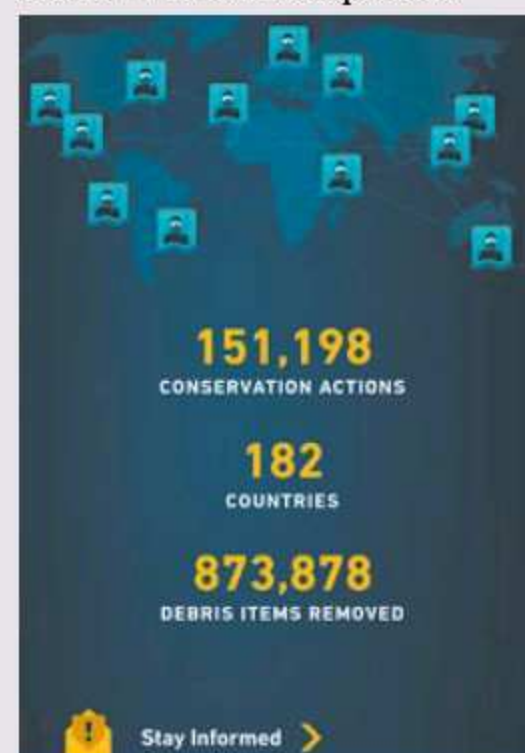 151,198
CONSERVATION ACTIONS
182
COUNTRIES
873,878
DEBRIS ITEMS REMOVED
Stay Informed